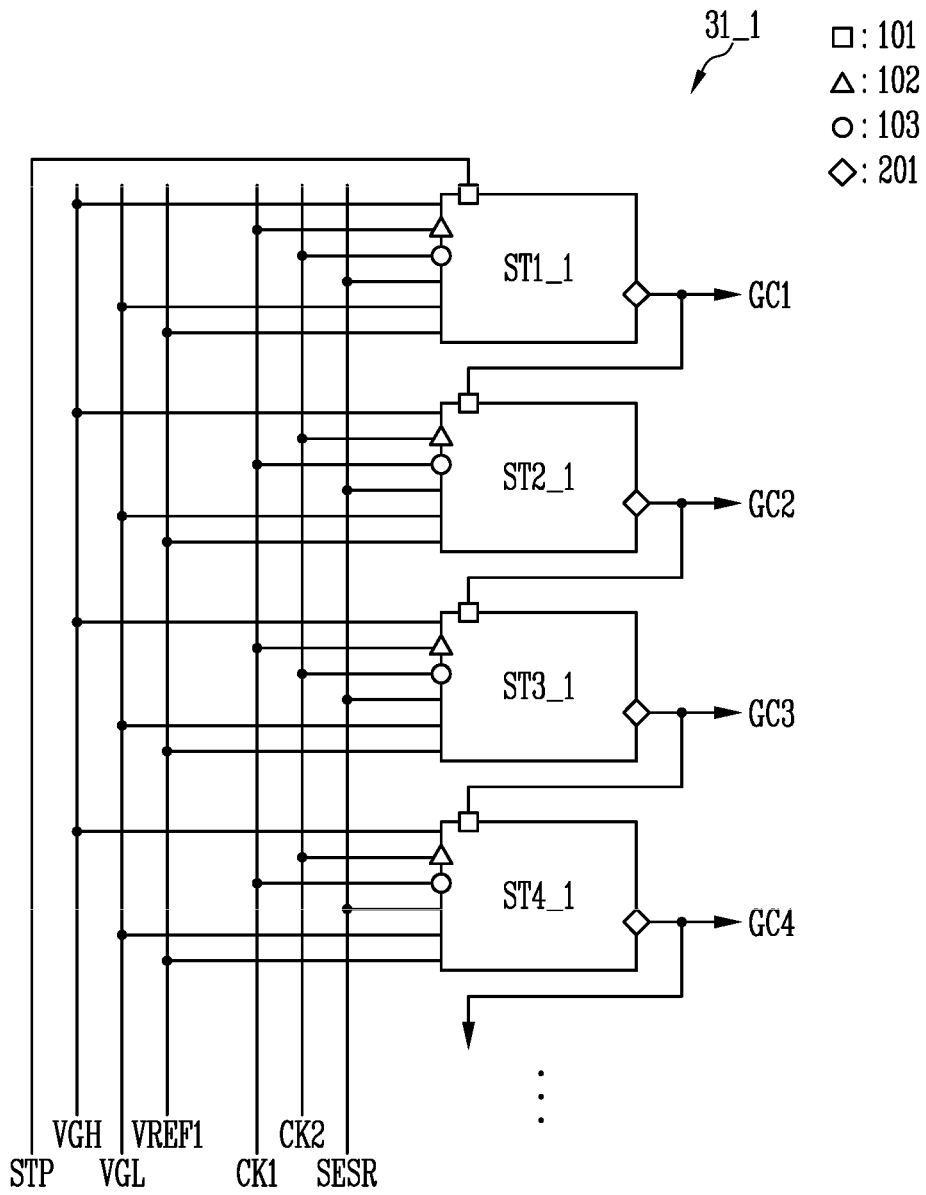 31_1
□ : 101
△ : 102
○ : 103
◇ : 201
ST1_1
GC1
ST2_1
GC2
ST3_1
GC3
ST4_1
GC4
VGH
VREF1
CK2
STP
VGL
CK1
SESR